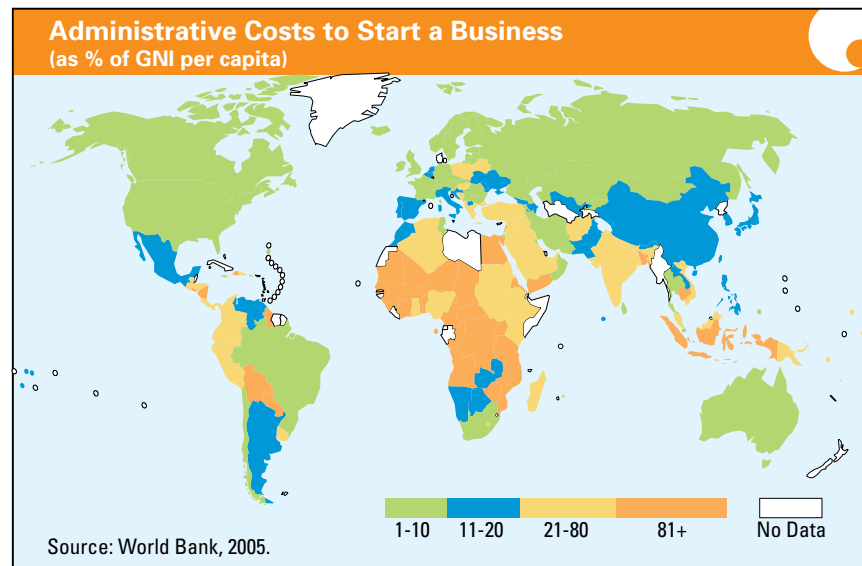 Administrative Costs to Start a Business
(as % of GNI per capita)
1-10 11-20 21-80 81+ No Data
Source: World Bank, 2005.